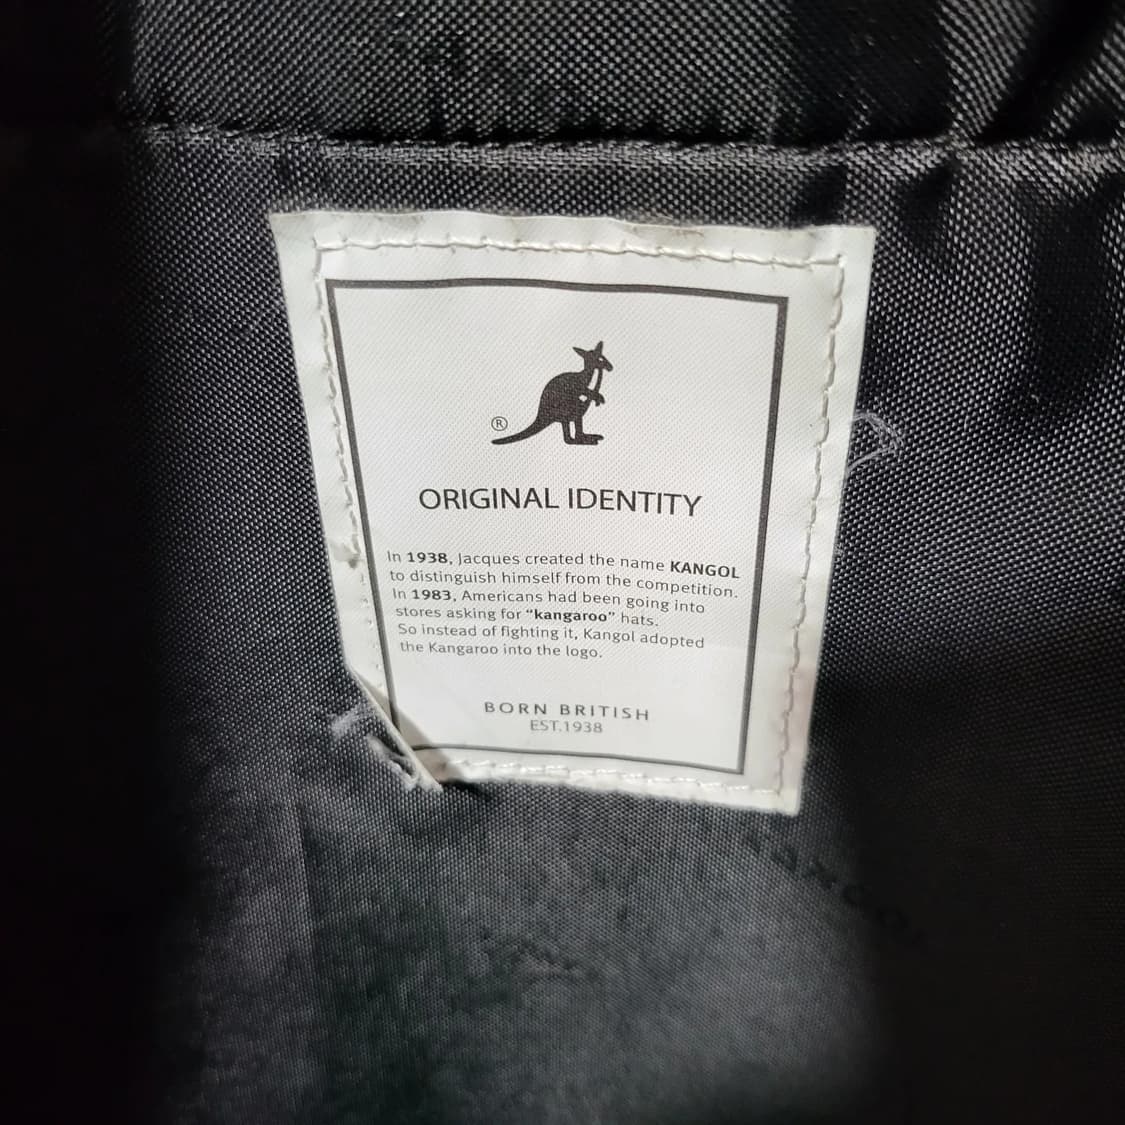 ®
ORIGINAL IDENTITY
In 1938, Jacques created the name KANGOL
to distinguish himself from the competition.
In 1983, Americans had been going into
stores asking for “kangaroo” hats.
So instead of fighting it, Kangol adopted
the Kangaroo into the logo.
BORN BRITISH
EST.1938
KANGOL